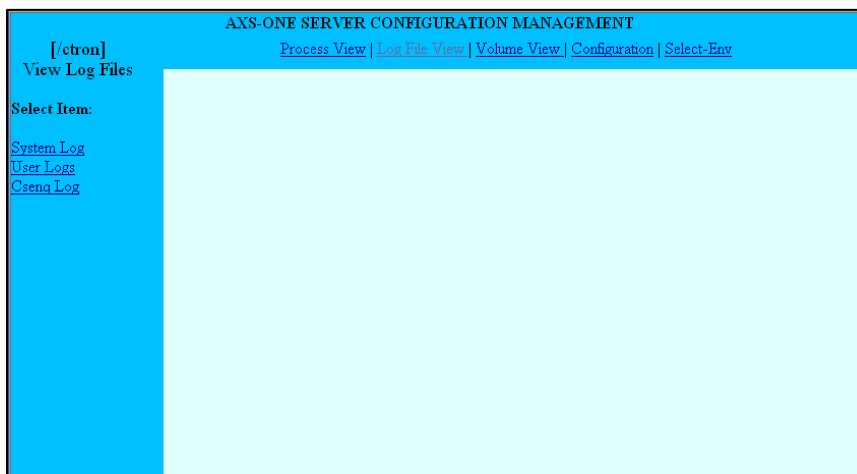 AXS-ONE SERVER CONFIGURATION MANAGEMENT
[/ctron]
View Log Files
Process View | Log File View | Volume View | Configuration | Select-Env
Select Item:
System Log
User Logs
Csenq Log